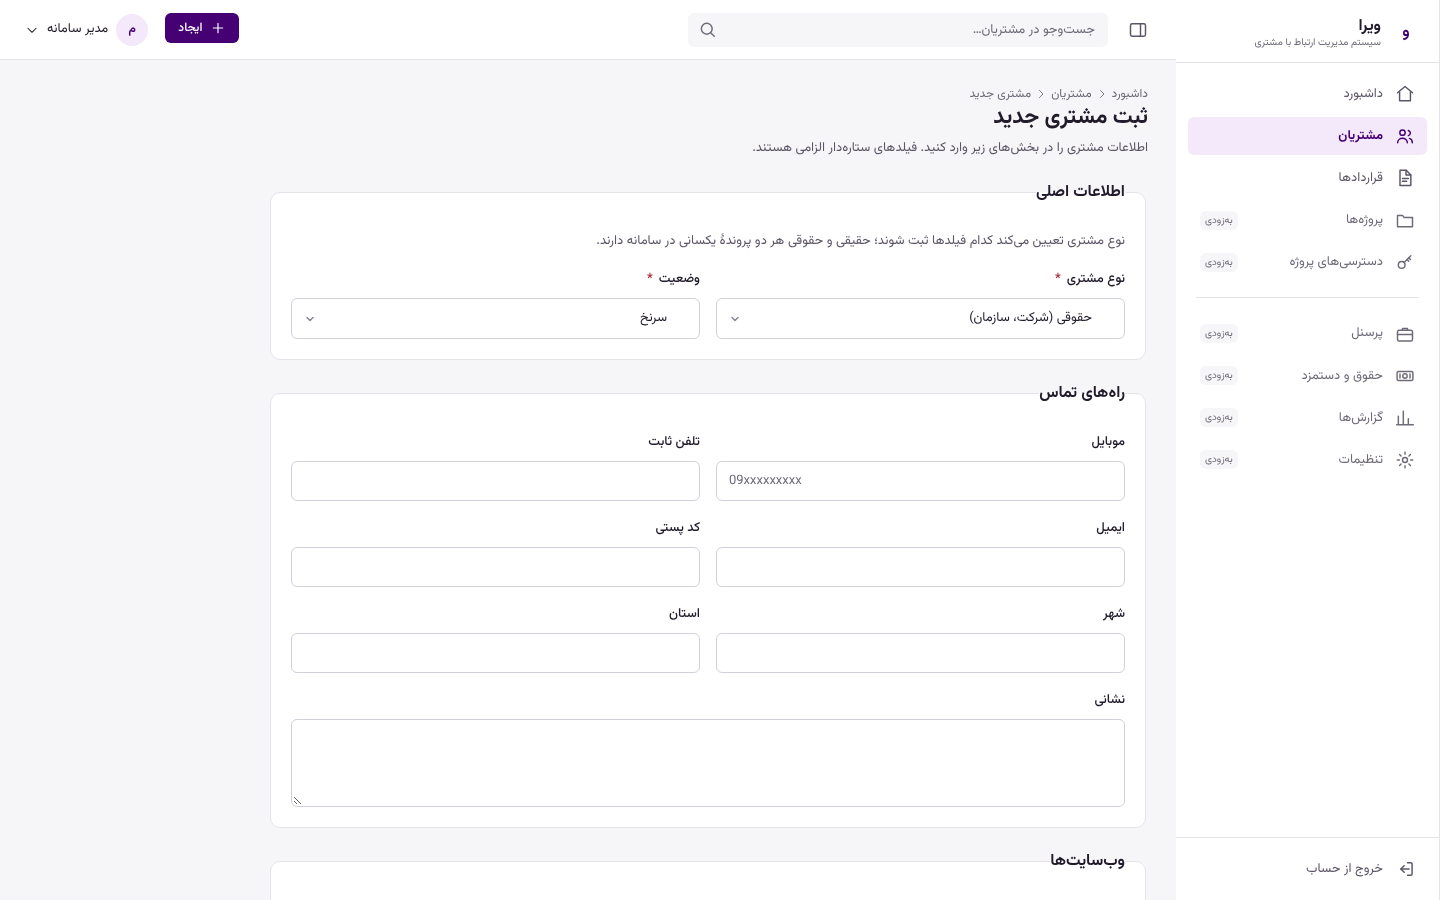 و
ویرا
سیستم مدیریت ارتباط با مشتری
داشبورد
مشتریان
قراردادها
پروژه‌ها
به‌زودی
دسترسی‌های پروژه
به‌زودی
پرسنل
به‌زودی
حقوق و دستمزد
به‌زودی
گزارش‌ها
به‌زودی
تنظیمات
به‌زودی
خروج از حساب
جست‌وجو در مشتریان…
ایجاد
م
مدیر سامانه
داشبورد
مشتریان
مشتری جدید
ثبت مشتری جدید
اطلاعات مشتری را در بخش‌های زیر وارد کنید. فیلدهای ستاره‌دار الزامی هستند.
اطلاعات اصلی
نوع مشتری تعیین می‌کند کدام فیلدها ثبت شوند؛ حقیقی و حقوقی هر دو پروندهٔ یکسانی در سامانه دارند.
نوع مشتری *
حقوقی (شرکت، سازمان)
وضعیت *
سرنخ
راه‌های تماس
موبایل
09xxxxxxxxx
تلفن ثابت
ایمیل
کد پستی
شهر
استان
نشانی
وب‌سایت‌ها